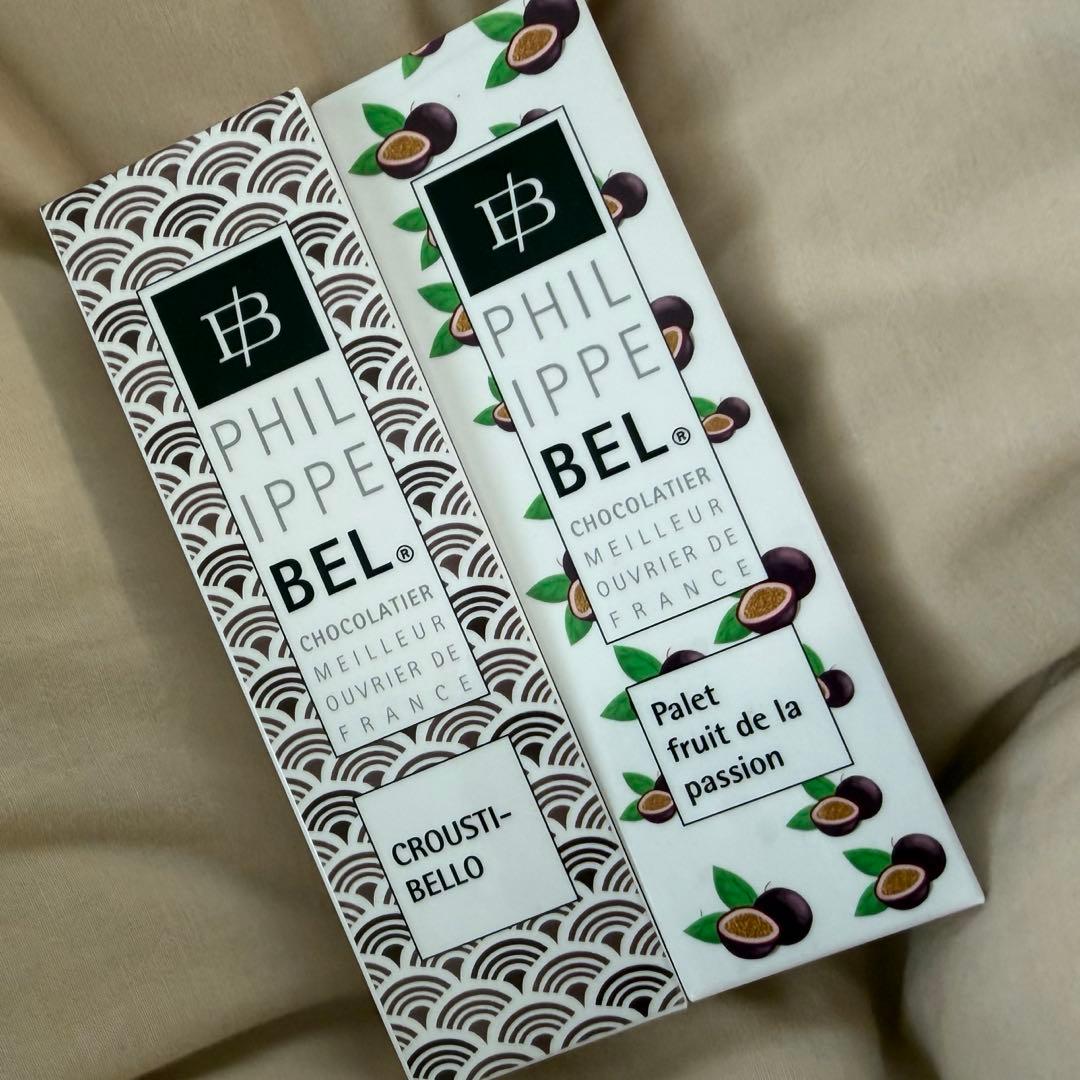 PHIL
IPPE
BEL®
CHOCOLATIER
MEILLEUR
OUVRIER DE
FRANCE
CROUSTI-
BELLO
PHIL
IPPE
BEL®
CHOCOLATIER
MEILLEUR
OUVRIER DE
FRANCE
Palet
fruit de la
passion